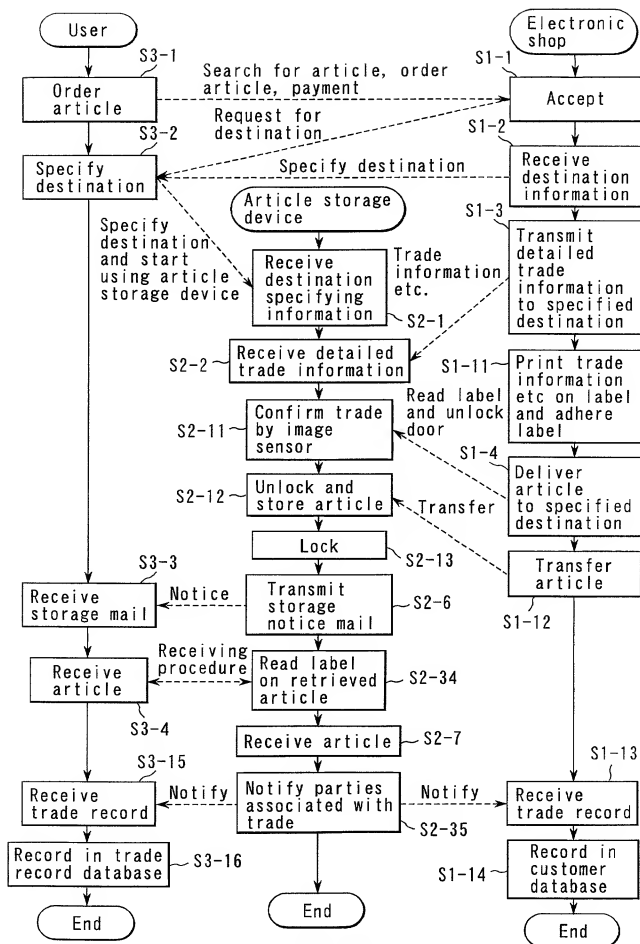 User
S3-1
Order
article
S3-2
Specify
destination
Search for article, order
article, payment
Request for
destination
Specify destination
Electronic
shop
S1-1
Accept
S1-2
Receive
destination
information
S1-3
Transmit
detailed
trade
information
to specified
destination
S1-11
Print trade
information
etc on label
and adhere
label
S1-4
Deliver
article
to specified
destination
Transfer
article
S1-12
Specify
destination
and start
using article
storage device
Article storage
device
Receive
destination
specifying
information
S2-1
Trade
information
etc.
S2-2
Receive detailed
trade information
Read label
and unlock
door
S2-11
Confirm trade
by image
sensor
S2-12
Unlock and
store article
Transfer
Lock
S2-13
S3-3
Receive
storage mail
Notice
Transmit
storage
notice mail
S2-6
Receive
article
S3-4
Receiving
procedure
Read label
on retrieved
article
S2-34
Receive article
S2-7
S3-15
Receive
trade record
Notify
Notify parties
associated with
trade
S2-35
Notify
S1-13
Receive
trade record
Record in trade
record database
S3-16
S1-14
Record in
customer
database
End
End
End